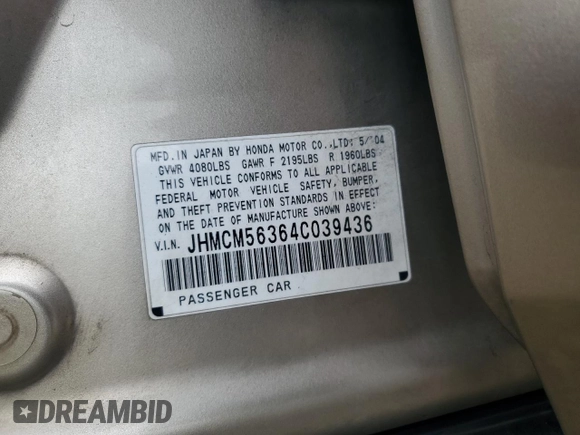 MFD. IN JAPAN BY HONDA MOTOR CO.,LTD: 5/'04
GVWR 4080LBS GAWR F 2195LBS R 1960LBS
THIS VEHICLE CONFORMS TO ALL APPLICABLE
FEDERAL MOTOR VEHICLE SAFETY, BUMPER,
AND THEFT PREVENTION STANDARDS IN EFFECT
ON THE DATE OF MANUFACTURE SHOWN ABOVE.
V.I.N. JHMCM56364C039436
PASSENGER CAR
DREAMBID